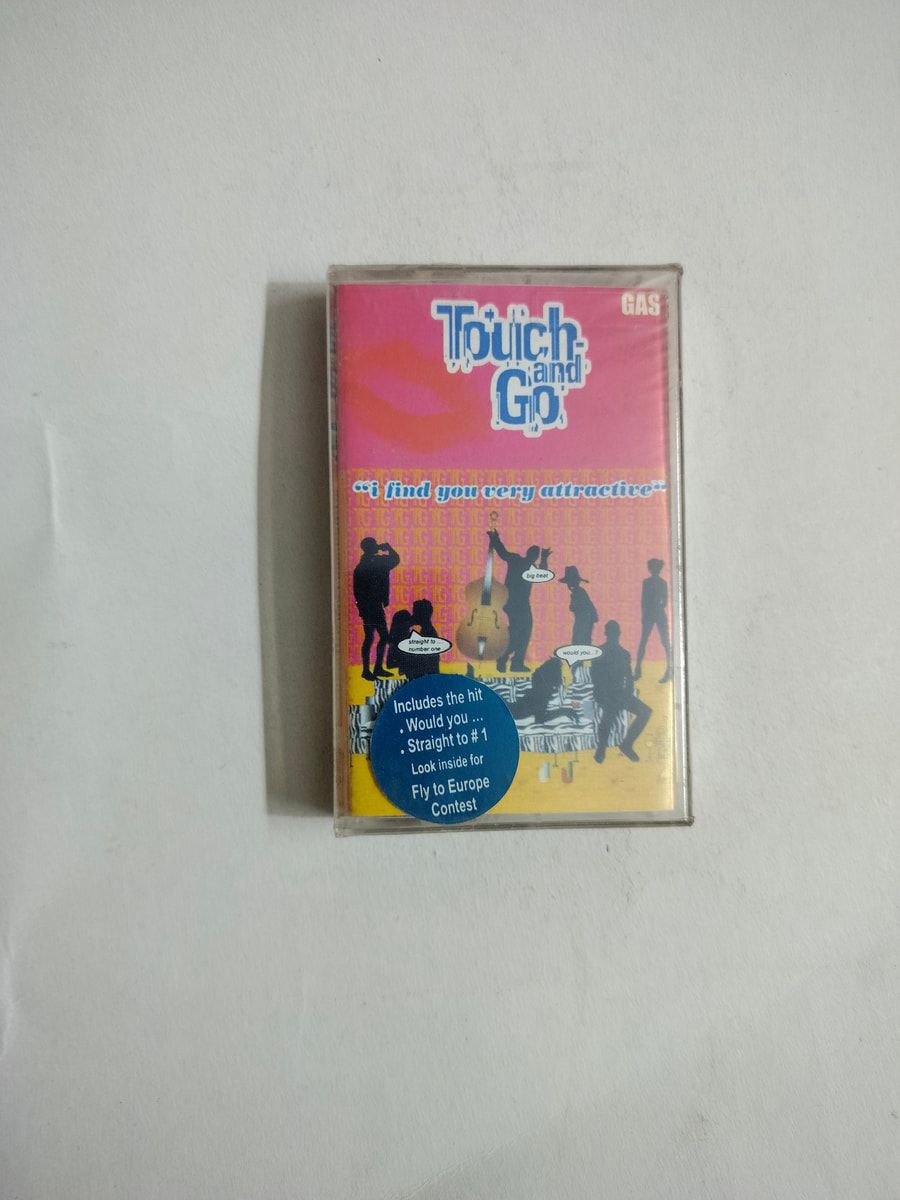 GAS
Touch
and
Go
“i find you very attractive”
big beat
straight to ...
number one
would you...?
Includes the hit
• Would you ...
• Straight to # 1
Look inside for
Fly to Europe
Contest